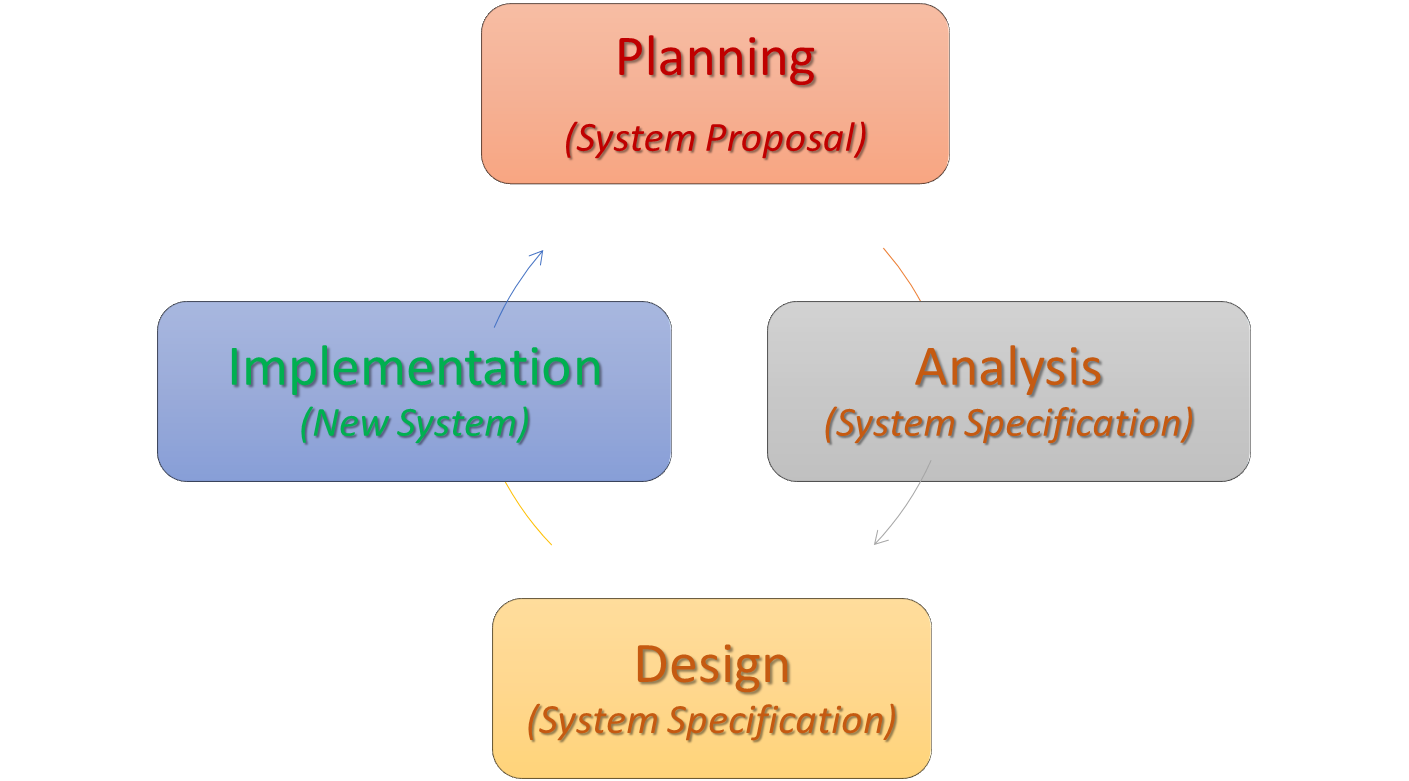 Planning
(System Proposal)
Implementation
(New System)
Analysis
(System Specification)
Design
(System Specification)